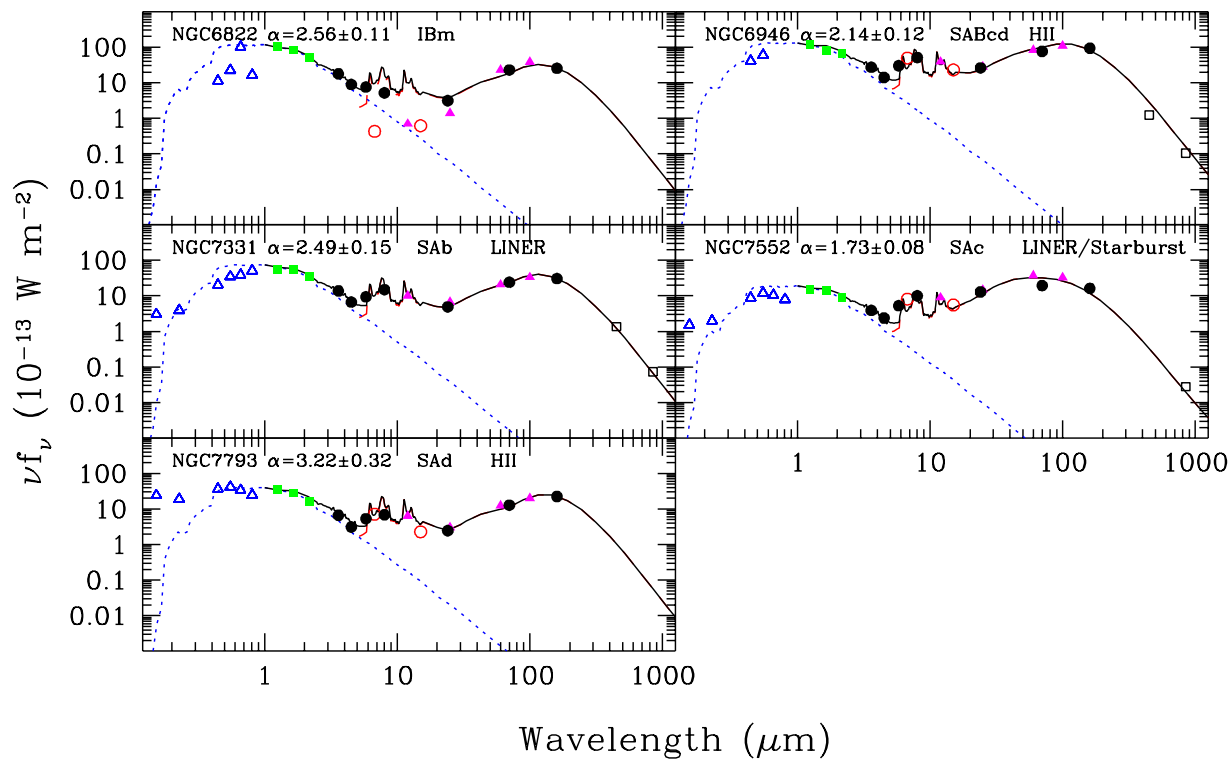 NGC6822 α=2.56±0.11 IBm
NGC6946 α=2.14±0.12 SABcd HII
100
10
1
0.1
0.01
NGC7331 α=2.49±0.15 SAb LINER
NGC7552 α=1.73±0.08 SAc LINER/Starburst
100
10
1
0.1
0.01
1 10 100 1000
NGC7793 α=3.22±0.32 SAd HII
100
10
1
0.1
0.01
1 10 100 1000
νfν (10−13 W m−2)
Wavelength (μm)